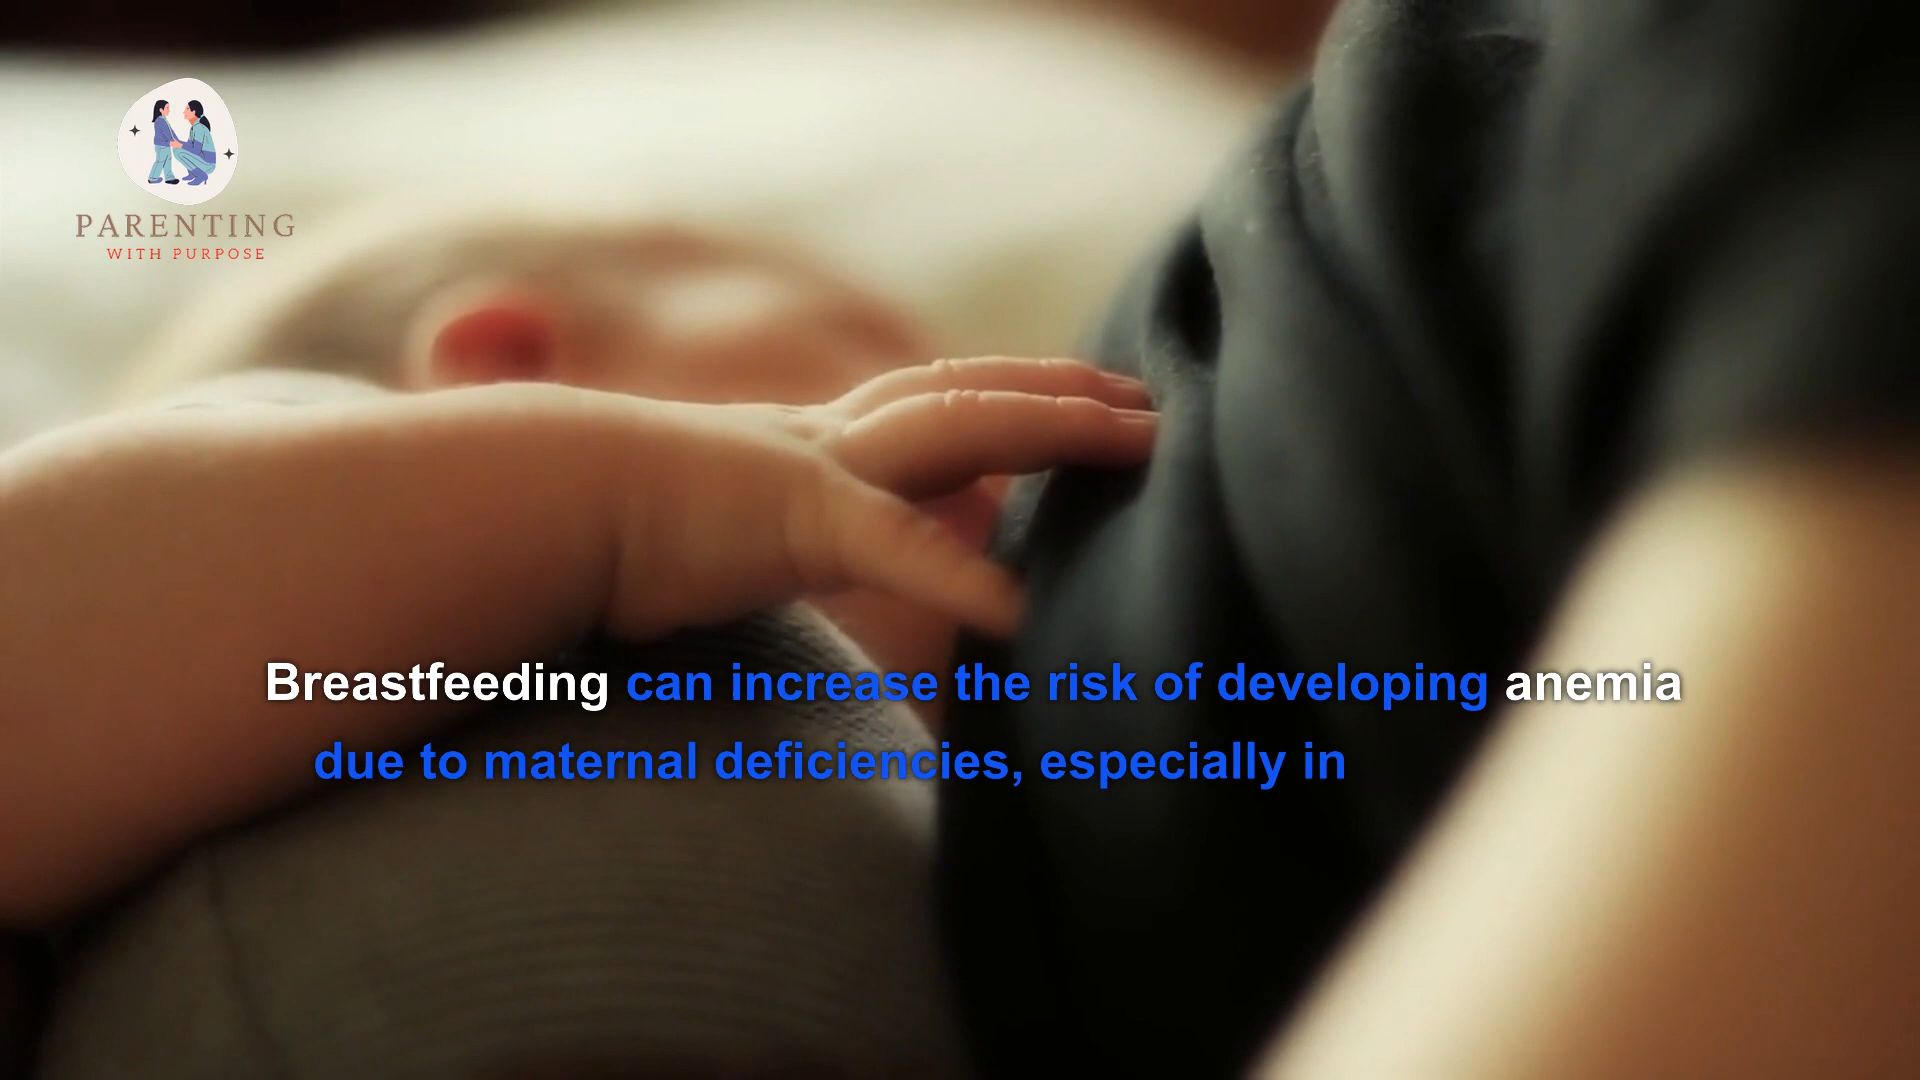 PARENTING
WITH PURPOSE
Breastfeeding can increase the risk of developing anemia
due to maternal deficiencies, especially in